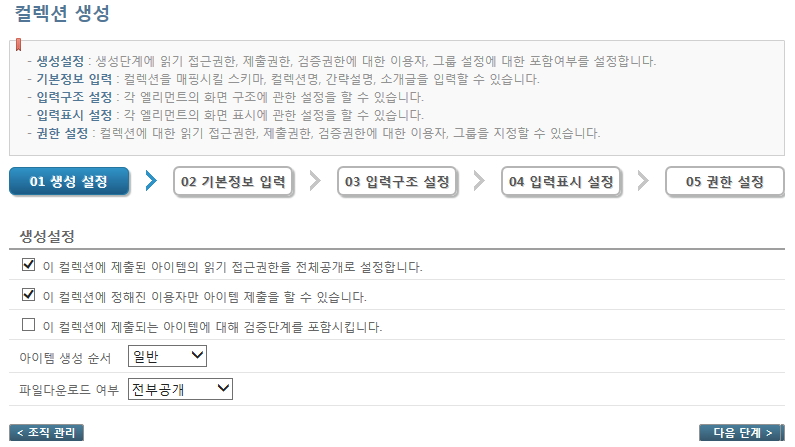 컬렉션 생성
- 생성설정 : 생성단계에 읽기 접근권한, 제출권한, 검증권한에 대한 이용자, 그룹 설정에 대한 포함여부를 설정합니다.
- 기본정보 입력 : 컬렉션을 매핑시킬 스키마, 컬렉션명, 간략설명, 소개글을 입력할 수 있습니다.
- 입력구조 설정 : 각 엘리먼트의 화면 구조에 관한 설정을 할 수 있습니다.
- 입력표시 설정 : 각 엘리먼트의 화면 표시에 관한 설정을 할 수 있습니다.
- 권한 설정 : 컬렉션에 대한 읽기 접근권한, 제출권한, 검증권한에 대한 이용자, 그룹을 지정할 수 있습니다.
01 생성 설정 02 기본정보 입력 03 입력구조 설정 04 입력표시 설정 05 권한 설정
생성설정
이 컬렉션에 제출된 아이템의 읽기 접근권한을 전체공개로 설정합니다.
이 컬렉션에 정해진 이용자만 아이템 제출을 할 수 있습니다.
이 컬렉션에 제출되는 아이템에 대해 검증단계를 포함시킵니다.
아이템 생성 순서 일반
파일다운로드 여부 전부공개
< 조직 관리 다음 단계 >